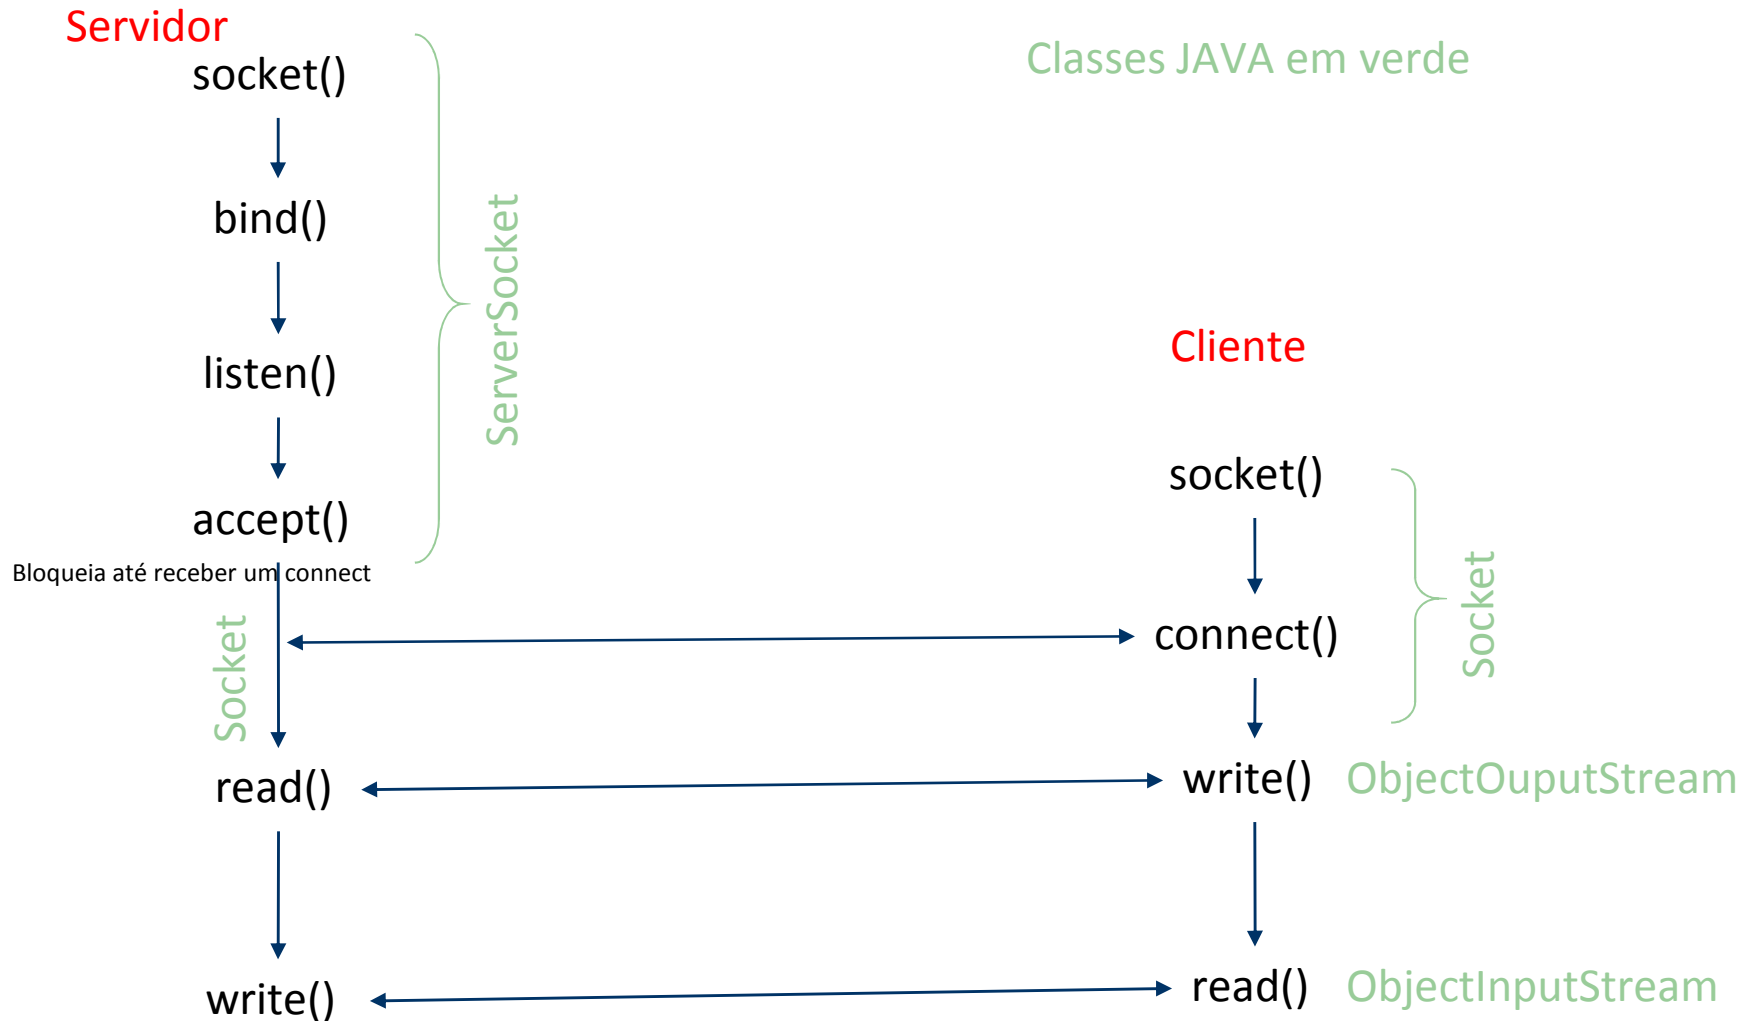 Servidor
Classes JAVA em verde
socket()
bind()
ServerSocket
listen()
Cliente
socket()
accept()
Bloqueia até receber um connect
Socket
Socket
connect()
read()
write()
ObjectOuputStream
write()
read()
ObjectInputStream